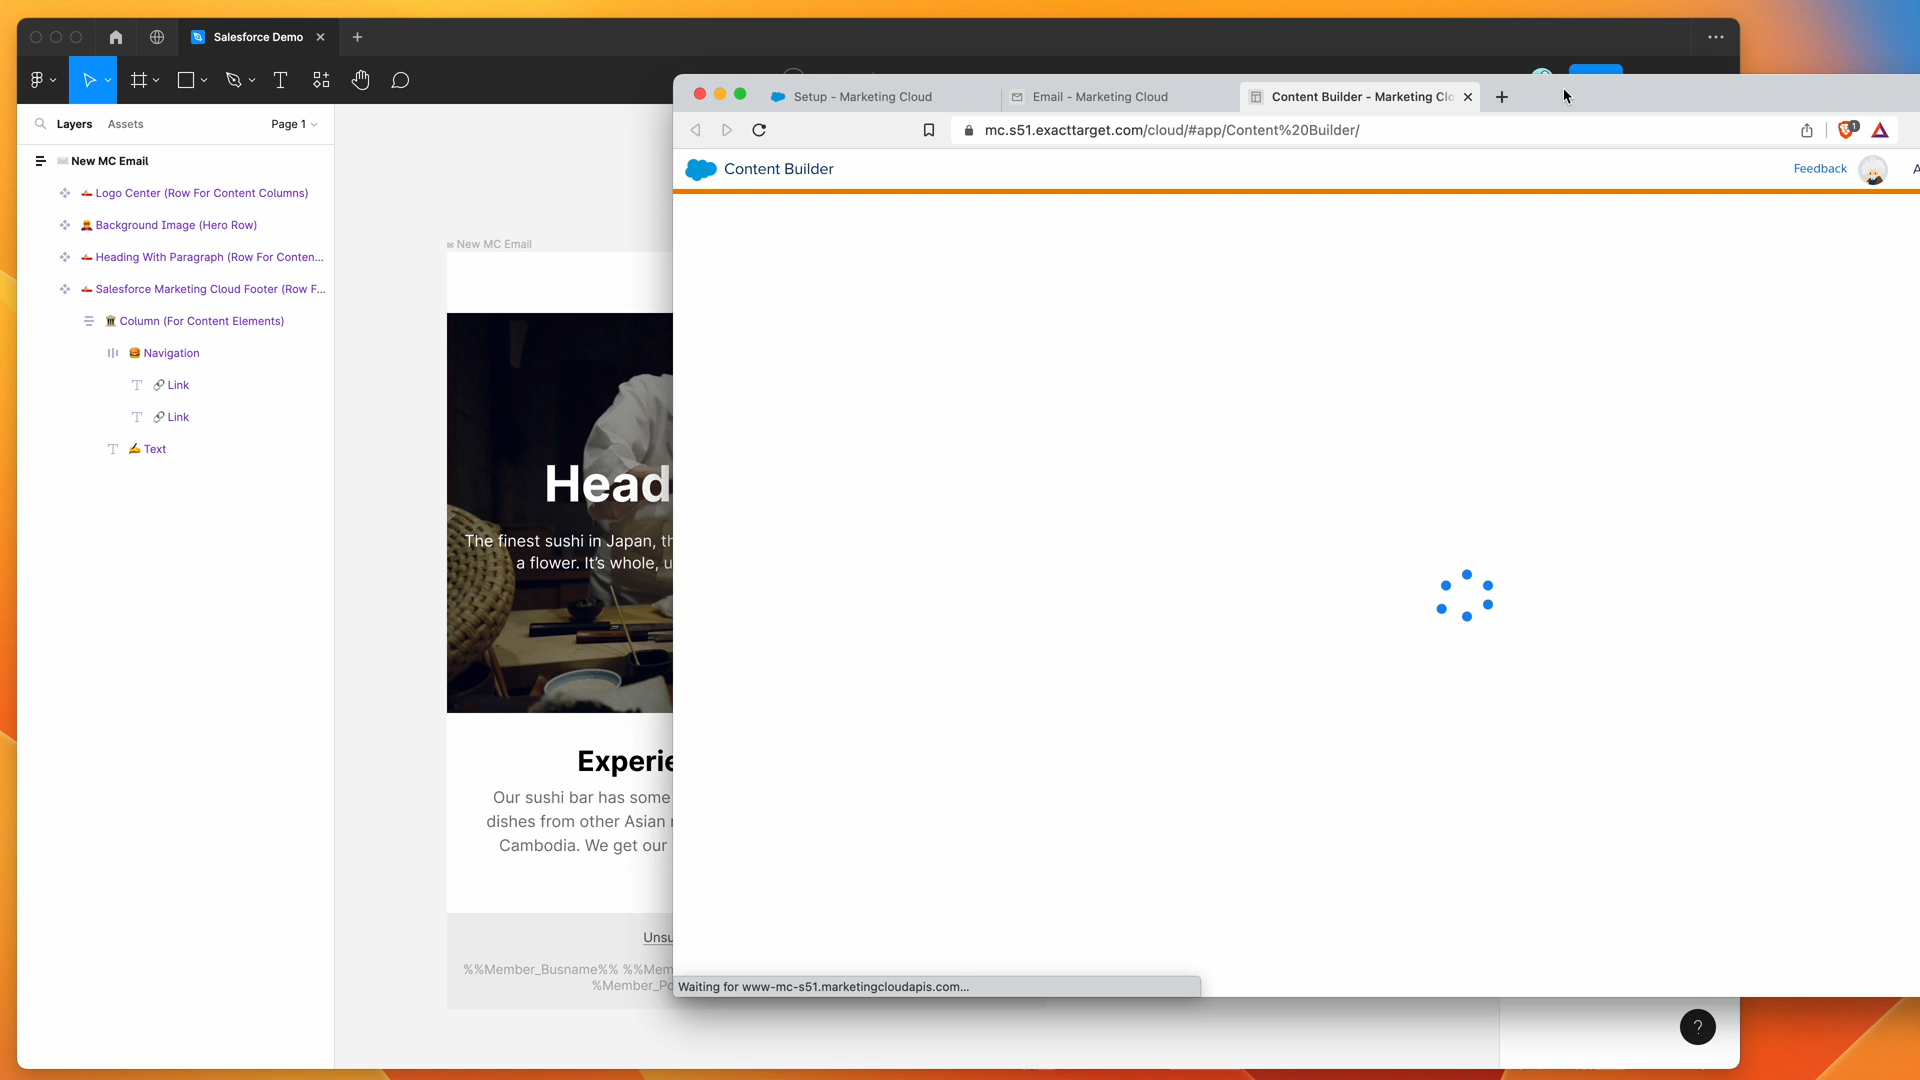 Salesforce Demo
Layers
Assets
Page 1
New MC Email
Logo Center (Row For Content Columns)
Background Image (Hero Row)
Heading With Paragraph (Row For Conten...
Salesforce Marketing Cloud Footer (Row F...
Column (For Content Elements)
Navigation
Link
Link
Text
New MC Email
Head
The finest sushi in Japan, th
a flower. It's whole, u
Experie
Our sushi bar has some
dishes from other Asian
Cambodia. We get our
Unsu
%%Member_Busname%% %%Mem
%Member_Po
Setup - Marketing Cloud
Email - Marketing Cloud
Content Builder - Marketing Clo
mc.s51.exacttarget.com/cloud/#app/Content%20Builder/
1
Content Builder
Feedback
A
Waiting for www-mc-s51.marketingcloudapis.com...
?